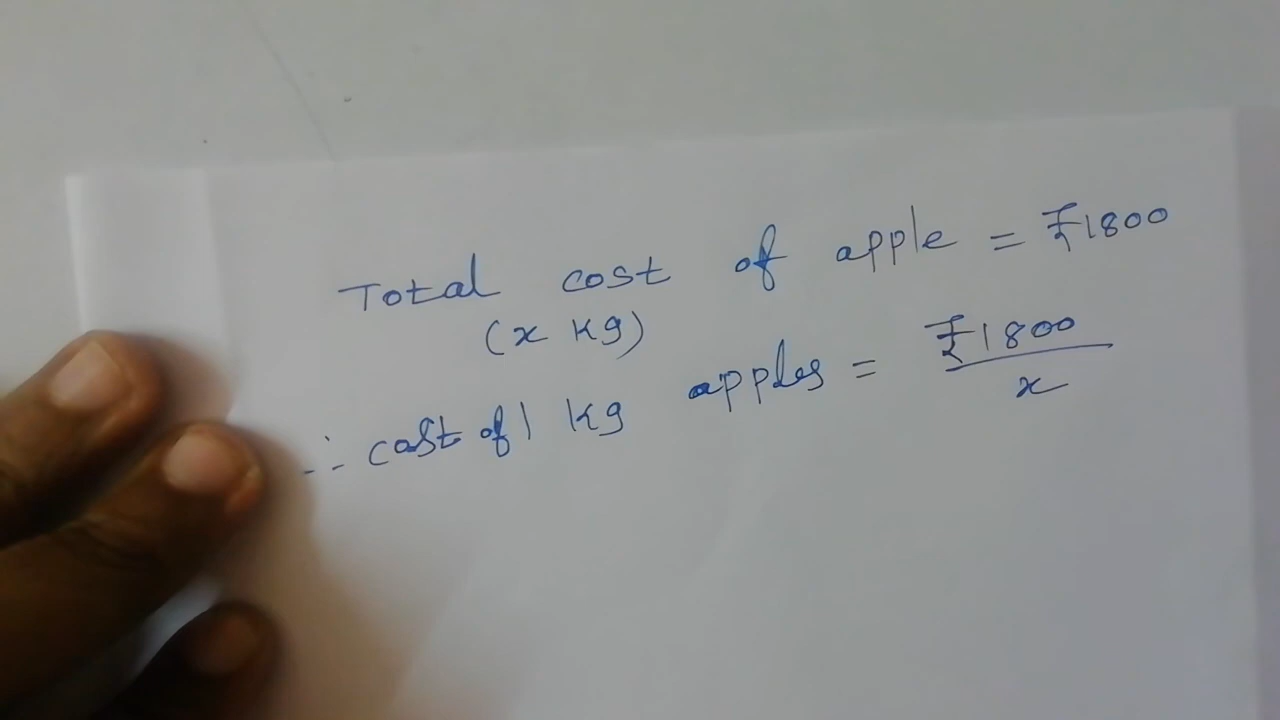 Total cost of apple = ₹1800
(x kg)
∴ cost of 1 kg apples = ₹1800/x